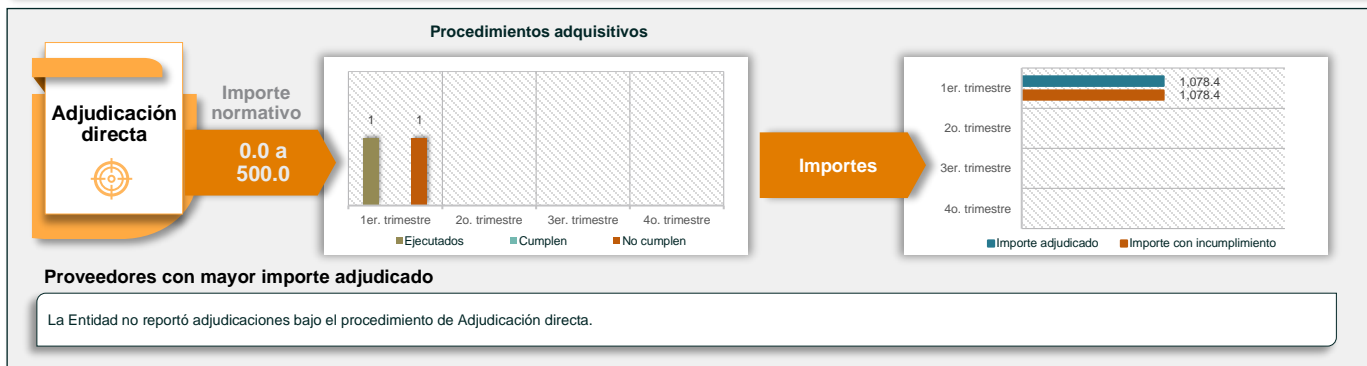 Procedimientos adquisitivos
Adjudicación
directa
Importe
normativo
0.0 a
500.0
1 1
1er. trimestre 2o. trimestre 3er. trimestre 4o. trimestre
Ejecutados Cumplen No cumplen
Importes
1er. trimestre
1,078.4
1,078.4
2o. trimestre
3er. trimestre
4o. trimestre
Importe adjudicado Importe con incumplimiento
Proveedores con mayor importe adjudicado
La Entidad no reportó adjudicaciones bajo el procedimiento de Adjudicación directa.